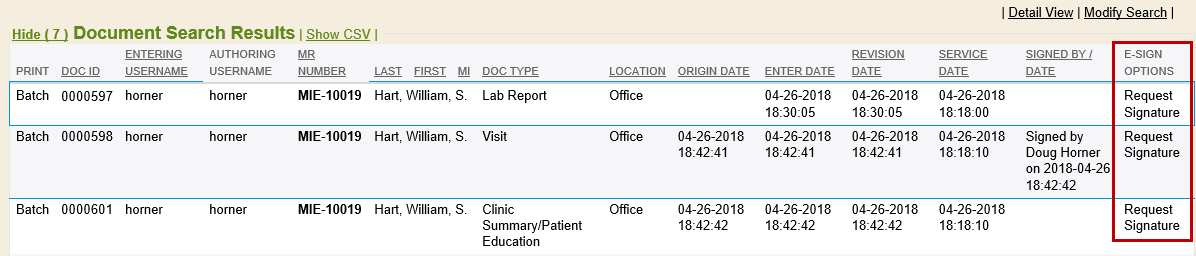 | Detail View | Modify Search |
Hide ( 7 ) Document Search Results | Show CSV |
PRINT DOC ID ENTERING USERNAME AUTHORING USERNAME MR NUMBER LAST FIRST MI DOC TYPE LOCATION ORIGIN DATE ENTER DATE REVISION DATE SERVICE DATE SIGNED BY / DATE E-SIGN OPTIONS
Batch 0000597 horner horner MIE-10019 Hart, William, S. Lab Report Office 04-26-2018 04-26-2018 04-26-2018 Request
18:30:05 18:30:05 18:18:00 Signature
Batch 0000598 horner horner MIE-10019 Hart, William, S. Visit Office 04-26-2018 04-26-2018 04-26-2018 04-26-2018 Signed by Request
18:42:41 18:42:41 18:42:41 18:18:10 Doug Horner Signature
on 2018-04-26
18:42:42
Batch 0000601 horner horner MIE-10019 Hart, William, S. Clinic Office 04-26-2018 04-26-2018 04-26-2018 04-26-2018 Request
Summary/Patient 18:42:42 18:42:42 18:42:42 18:18:10 Signature
Education